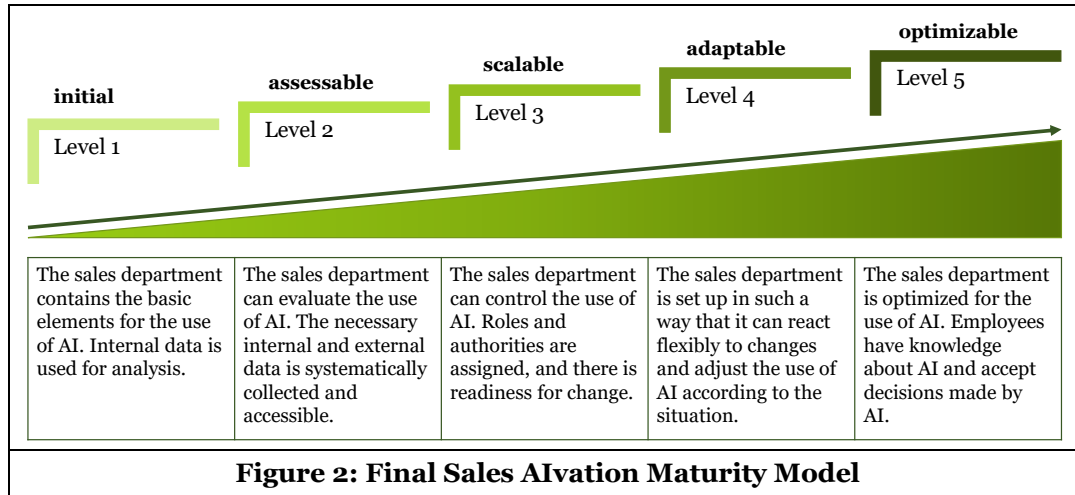 initial
Level 1
assessable
Level 2
scalable
Level 3
adaptable
Level 4
optimizable
Level 5
The sales department
contains the basic
elements for the use
of AI. Internal data is
used for analysis.
The sales department
can evaluate the use
of AI. The necessary
internal and external
data is systematically
collected and
accessible.
The sales department
can control the use of
AI. Roles and
authorities are
assigned, and there is
readiness for change.
The sales department
is set up in such a
way that it can react
flexibly to changes
and adjust the use of
AI according to the
situation.
The sales department
is optimized for the
use of AI. Employees
have knowledge
about AI and accept
decisions made by
AI.
Figure 2: Final Sales AIvation Maturity Model